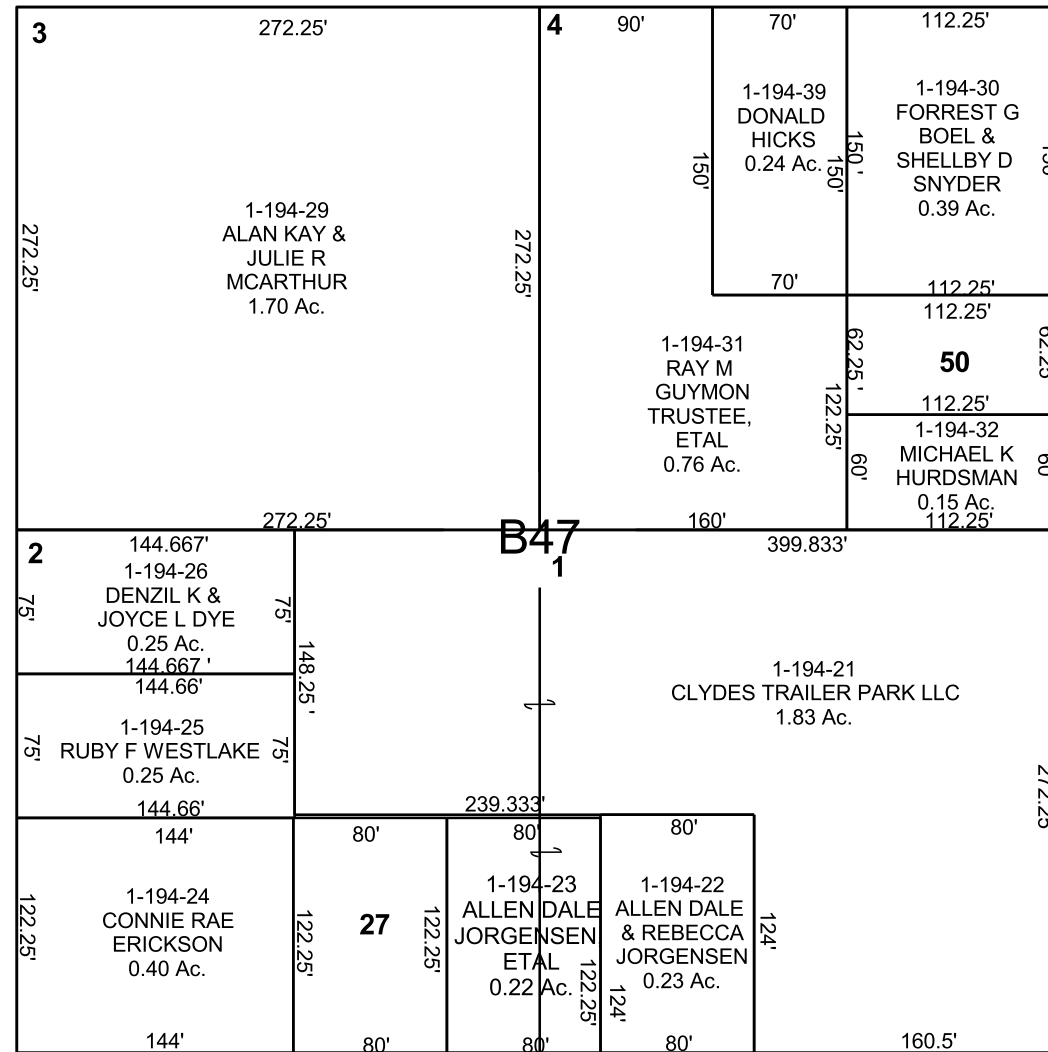 3
272.25'
272.25'
1-194-29
ALAN KAY &
JULIE R
MCARTHUR
1.70 Ac.
272.25'
272.25'
4
90'
70'
112.25'
1-194-39
DONALD
HICKS
0.24 Ac.
150'
150'
70'
150 '
1-194-30
FORREST G
BOEL &
SHELLBY D
SNYDER
0.39 Ac.
112.25'
112.25'
62.25 '
50
62.25'
112.25'
1-194-31
RAY M
GUYMON
TRUSTEE,
ETAL
0.76 Ac.
122.25'
160'
1-194-32
MICHAEL K
HURDSMAN
0.15 Ac.
60'
60'
112.25'
B47
1
399.833'
2
144.667'
1-194-26
DENZIL K &
JOYCE L DYE
0.25 Ac.
75'
75'
144.667 '
144.66'
1-194-25
RUBY F WESTLAKE
0.25 Ac.
75'
75'
144.66'
148.25 '
1-194-21
CLYDES TRAILER PARK LLC
1.83 Ac.
272.25'
239.333'
144'
1-194-24
CONNIE RAE
ERICKSON
0.40 Ac.
122.25'
144'
80'
122.25'
27
122.25'
80'
80'
1-194-23
ALLEN DALE
JORGENSEN
ETAL
0.22 Ac.
122.25'
80'
80'
1-194-22
ALLEN DALE
& REBECCA
JORGENSEN
0.23 Ac.
124'
124'
80'
160.5'